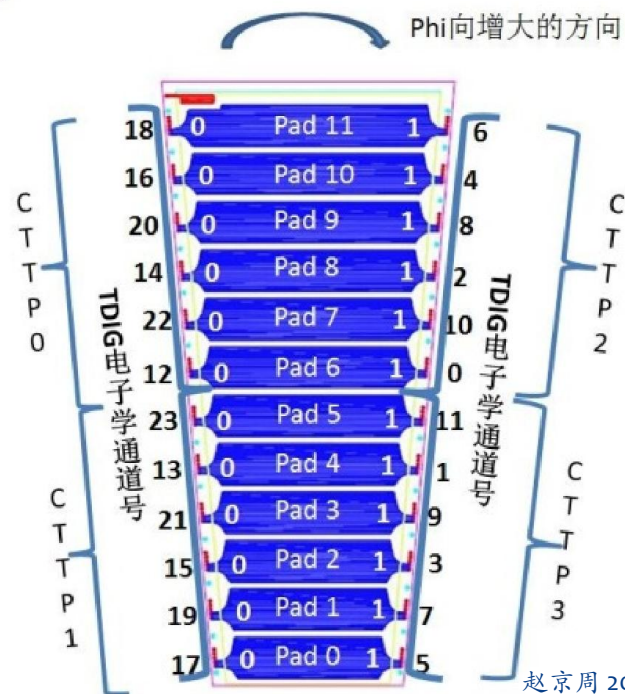 Phi向增大的方向
18 0 Pad 11 1 6
16 0 Pad 10 1 4
20 0 Pad 9 1 8
14 0 Pad 8 1 2
22 0 Pad 7 1 10
12 0 Pad 6 1 0
23 0 Pad 5 1 11
13 0 Pad 4 1 1
21 0 Pad 3 1 9
15 0 Pad 2 1 3
19 0 Pad 1 1 7
17 0 Pad 0 1 5
CTTP0
CTTP1
TDIG电子学通道号
TDIG电子学通道号
CTTP2
CTTP3
赵京周 20